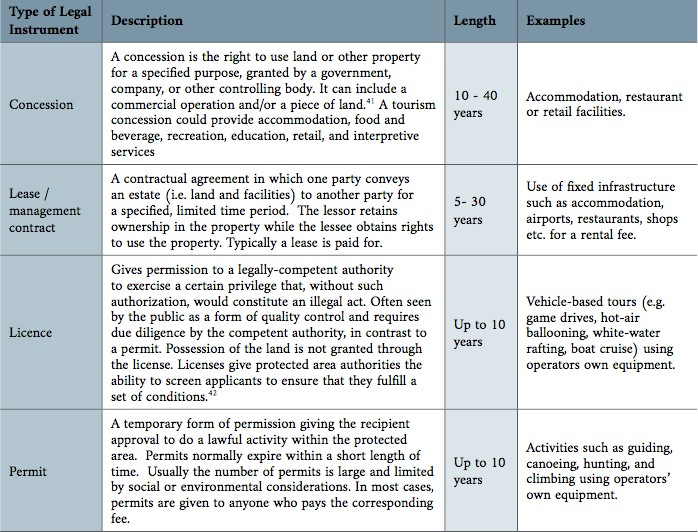 Type of Legal
Instrument
Description
Length
Examples
Concession
A concession is the right to use land or other property
for a specified purpose, granted by a government,
company, or other controlling body. It can include a
commercial operation and/or a piece of land.41 A tourism
concession could provide accommodation, food and
beverage, recreation, education, retail, and interpretive
services
10 - 40
years
Accommodation, restaurant
or retail facilities.
Lease /
management
contract
A contractual agreement in which one party conveys
an estate (i.e. land and facilities) to another party for
a specified, limited time period. The lessor retains
ownership in the property while the lessee obtains rights
to use the property. Typically a lease is paid for.
5- 30
years
Use of fixed infrastructure
such as accommodation,
airports, restaurants, shops
etc. for a rental fee.
Licence
Gives permission to a legally-competent authority
to exercise a certain privilege that, without such
authorization, would constitute an illegal act. Often seen
by the public as a form of quality control and requires
due diligence by the competent authority, in contrast to
a permit. Possession of the land is not granted through
the license. Licenses give protected area authorities the
ability to screen applicants to ensure that they fulfill a
set of conditions.42
Up to 10
years
Vehicle-based tours (e.g.
game drives, hot-air
ballooning, white-water
rafting, boat cruise) using
operators own equipment.
Permit
A temporary form of permission giving the recipient
approval to do a lawful activity within the protected
area. Permits normally expire within a short length of
time. Usually the number of permits is large and limited
by social or environmental considerations. In most cases,
permits are given to anyone who pays the corresponding
fee.
Up to 10
years
Activities such as guiding,
canoeing, hunting, and
climbing using operators’
own equipment.